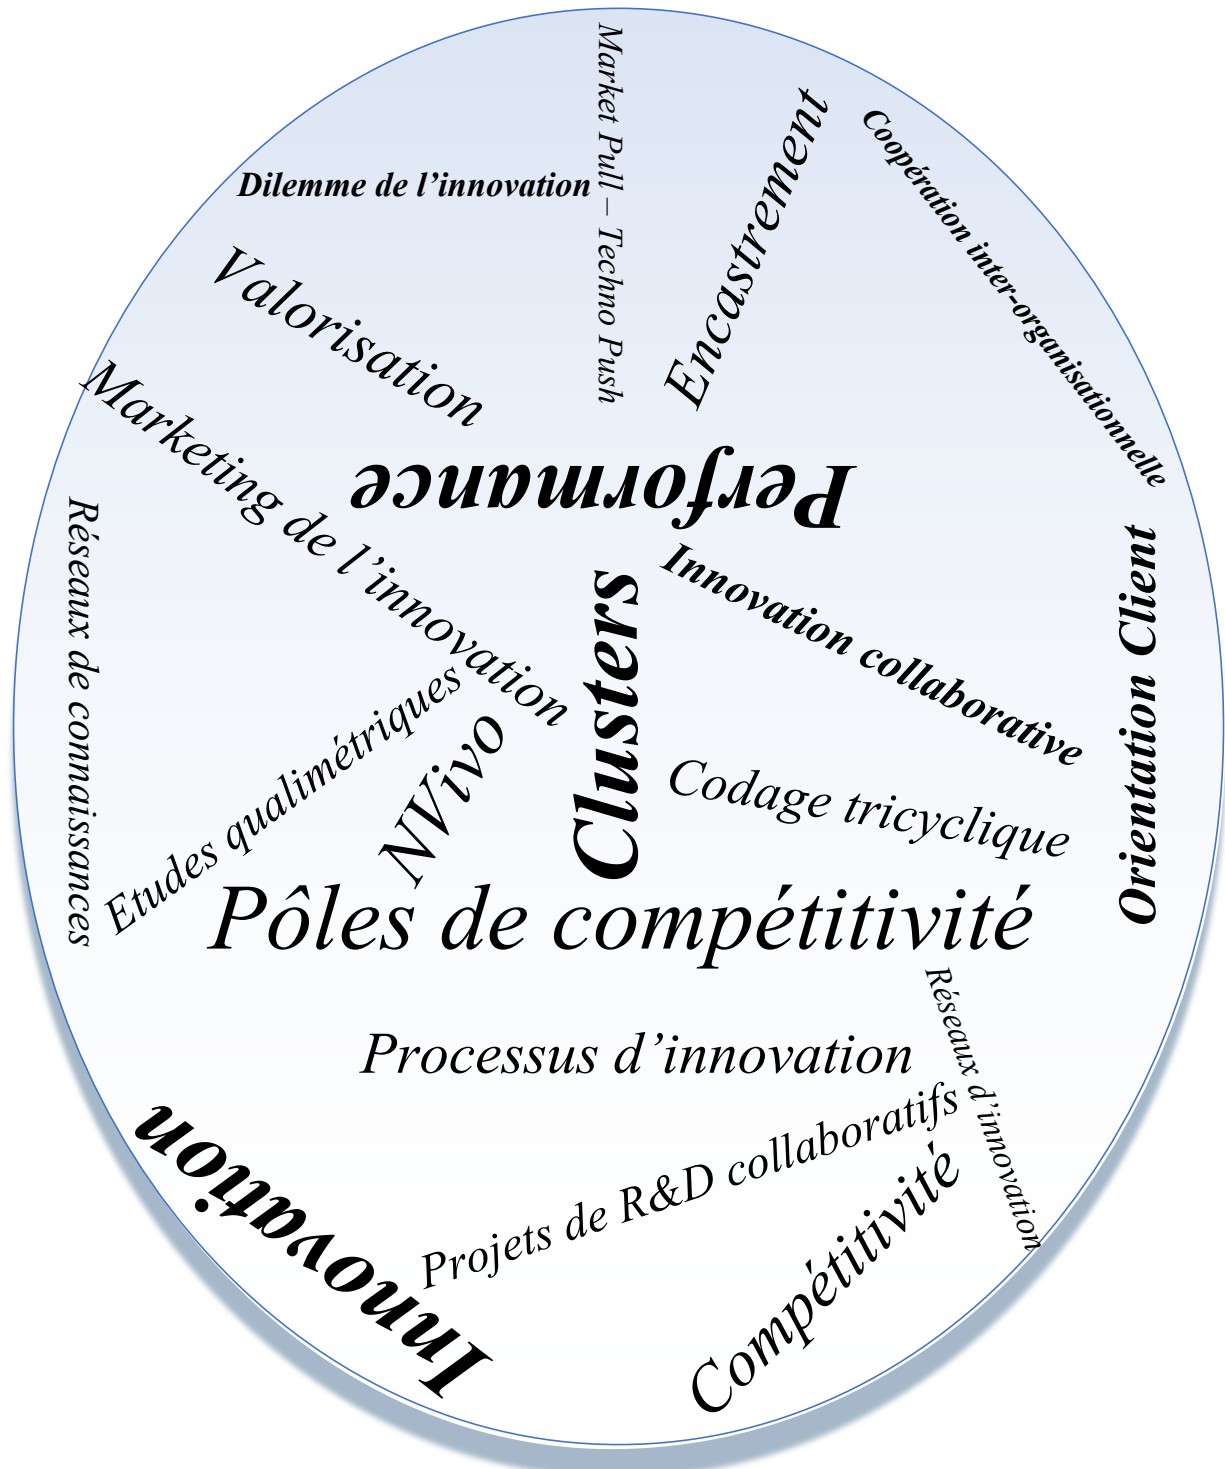 Market Pull – Techno Push
Encastrement
Coopération inter-organisationnelle
Dilemme de l’innovation
Valorisation
Marketing de l’innovation
Performance
Réseaux de connaissances
Clusters
Innovation collaborative
Orientation Client
Etudes qualimétriques
NVivo
Codage tricyclique
Pôles de compétitivité
Réseaux d’innovation
Processus d’innovation
Projets de R&D collaboratifs
Innovation
Compétitivité